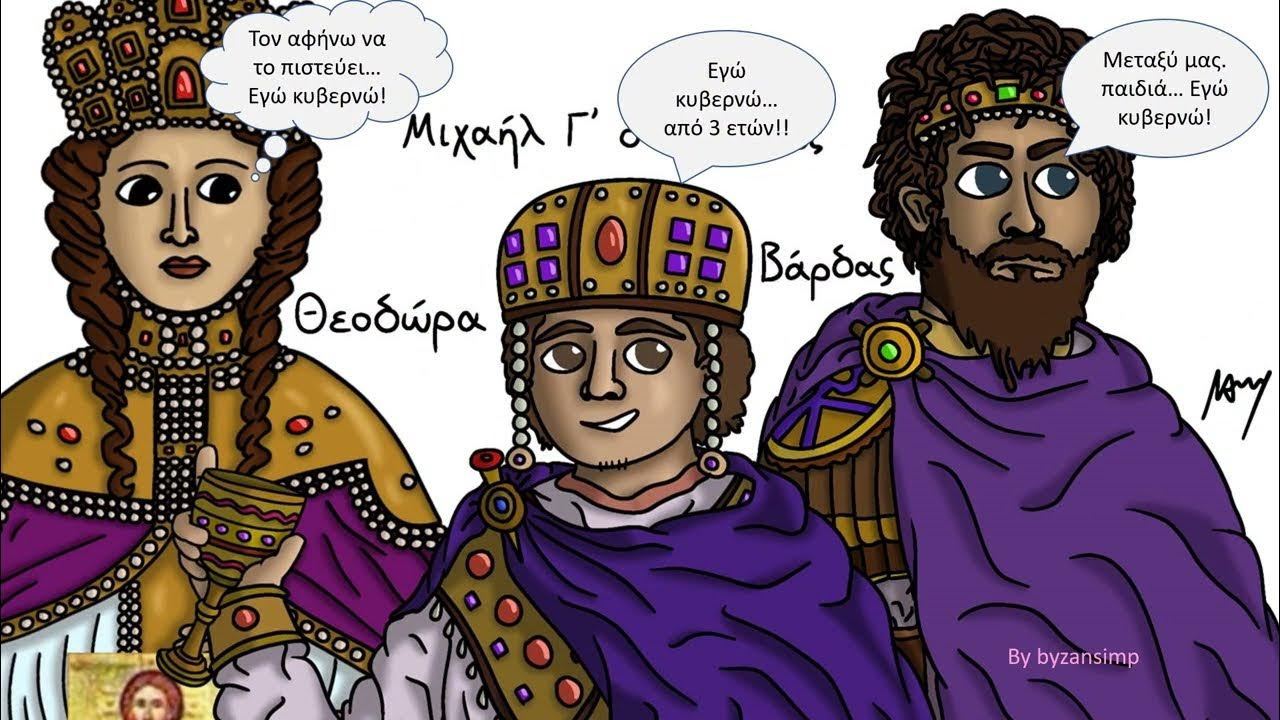 Τον αφήνω να
το πιστεύει...
Εγώ κυβερνώ!
Εγώ
κυβερνώ...
από 3 ετών!!
Μεταξύ μας.
παιδιά... Εγώ
κυβερνώ!
Μιχαήλ Γ'
Θεοδώρα
Βάρδας
By byzansimp